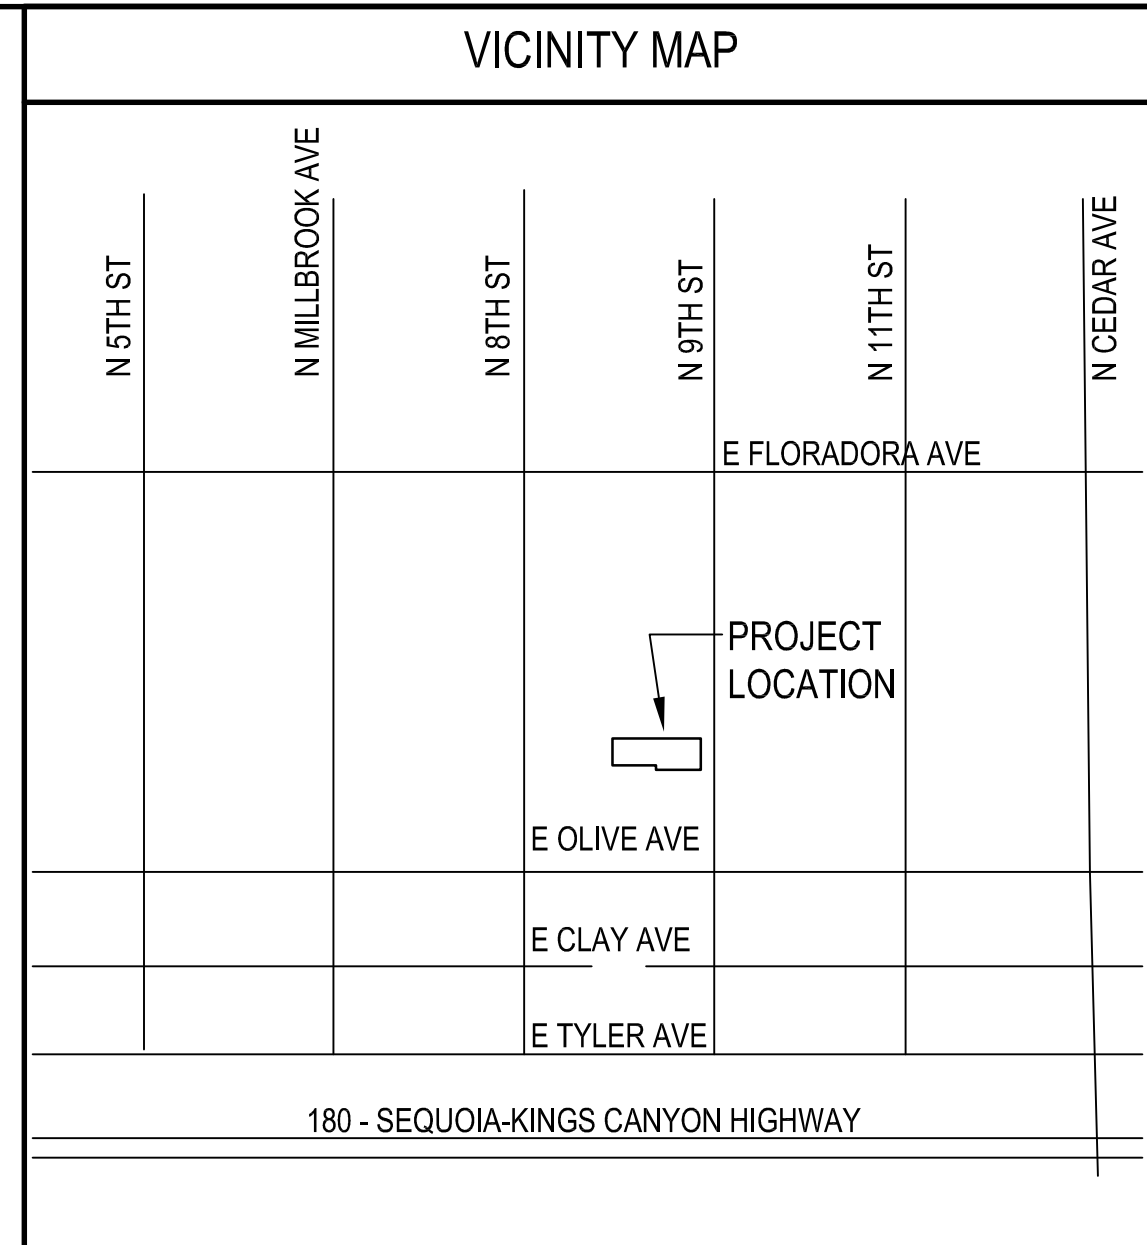 VICINITY MAP
N 5TH ST
N MILLBROOK AVE
N 8TH ST
N 9TH ST
N 11TH ST
N CEDAR AVE
E FLORADORA AVE
PROJECT
LOCATION
E OLIVE AVE
E CLAY AVE
E TYLER AVE
180 - SEQUOIA-KINGS CANYON HIGHWAY